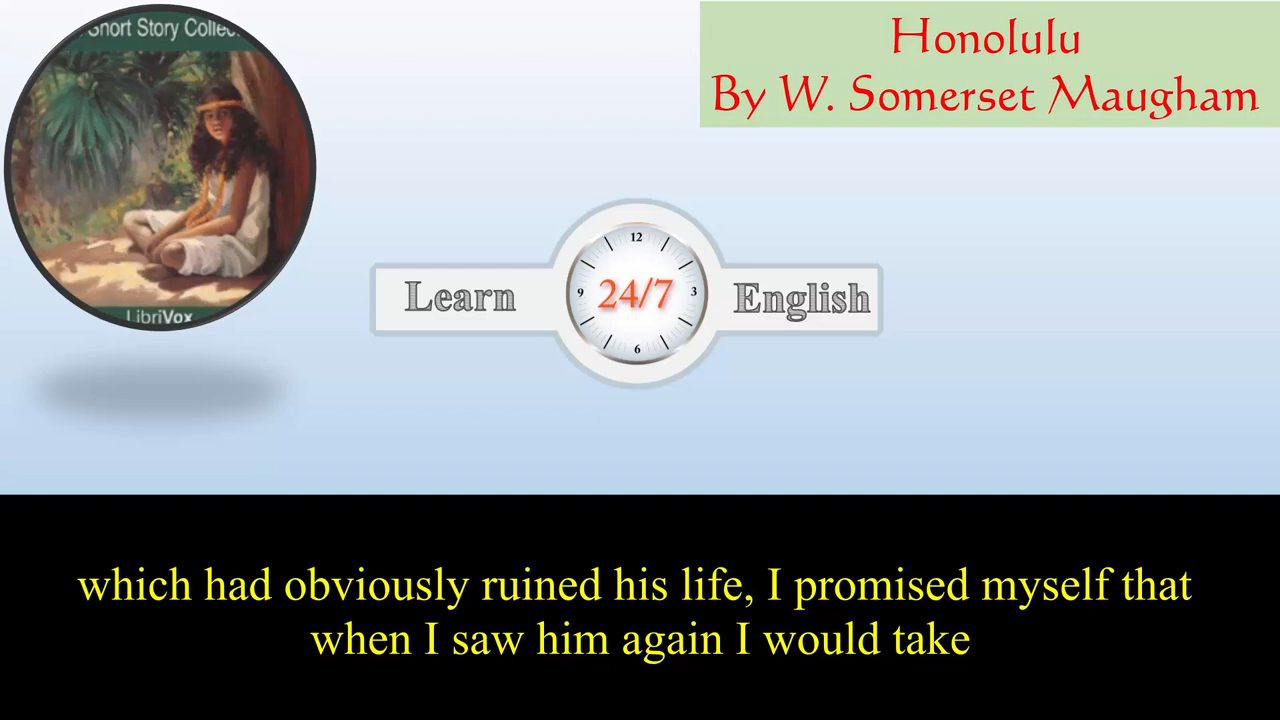 Short Story Collec
LibriVox
Honolulu
By W. Somerset Maugham
Learn 24/7 English
12
9
3
6
which had obviously ruined his life, I promised myself that
when I saw him again I would take